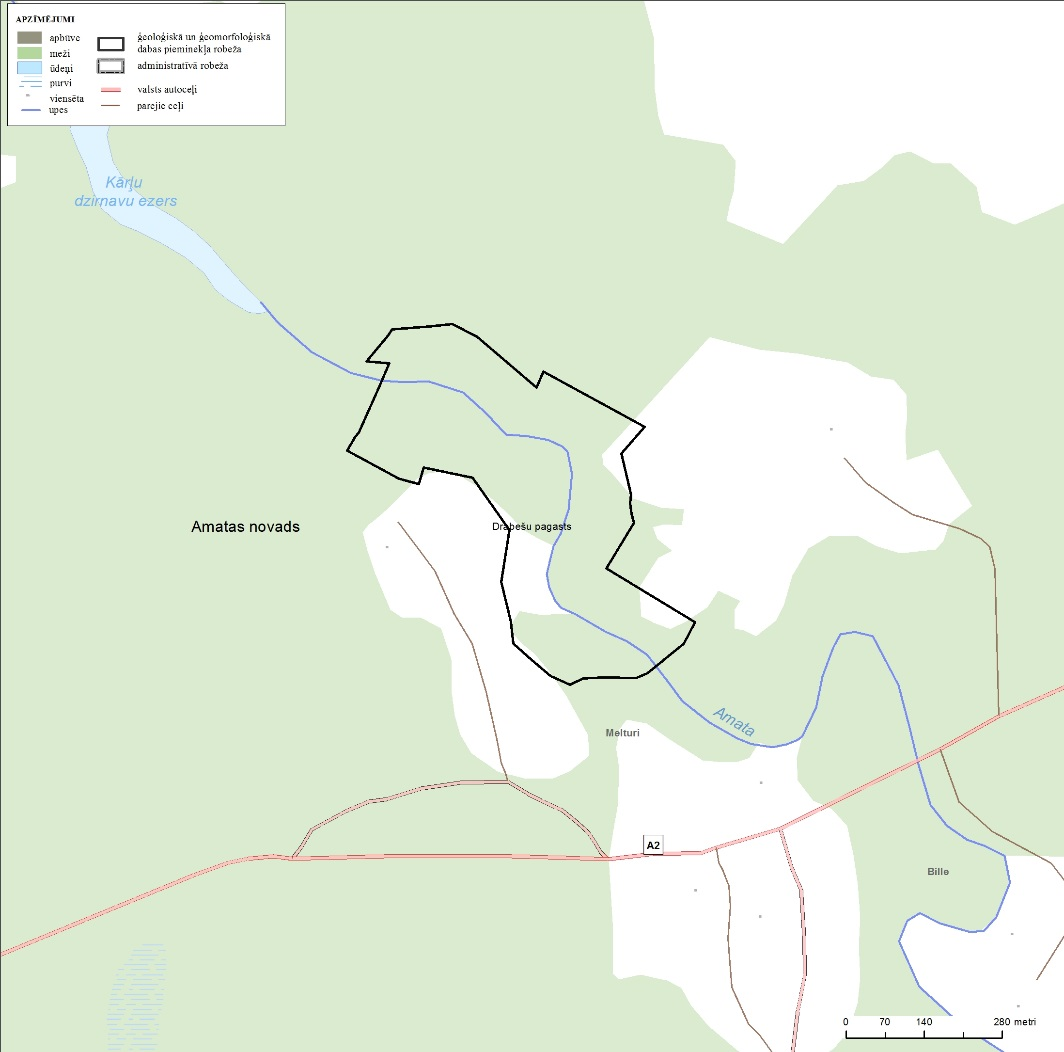 APZĪMĒJUMI
apbūve
meži
ūdeņi
purvi
viensēta
upes
ģeoloģiskā un ģeomorfoloģiskā
dabas pieminekļa robeža
administratīvā robeža
valsts autoceļi
pārējie ceļi
Kārļu
dzirnavu ezers
Amatas novads
Drabešu pagasts
Amata
Melturi
A2
Bille
0 70 140 280 metri